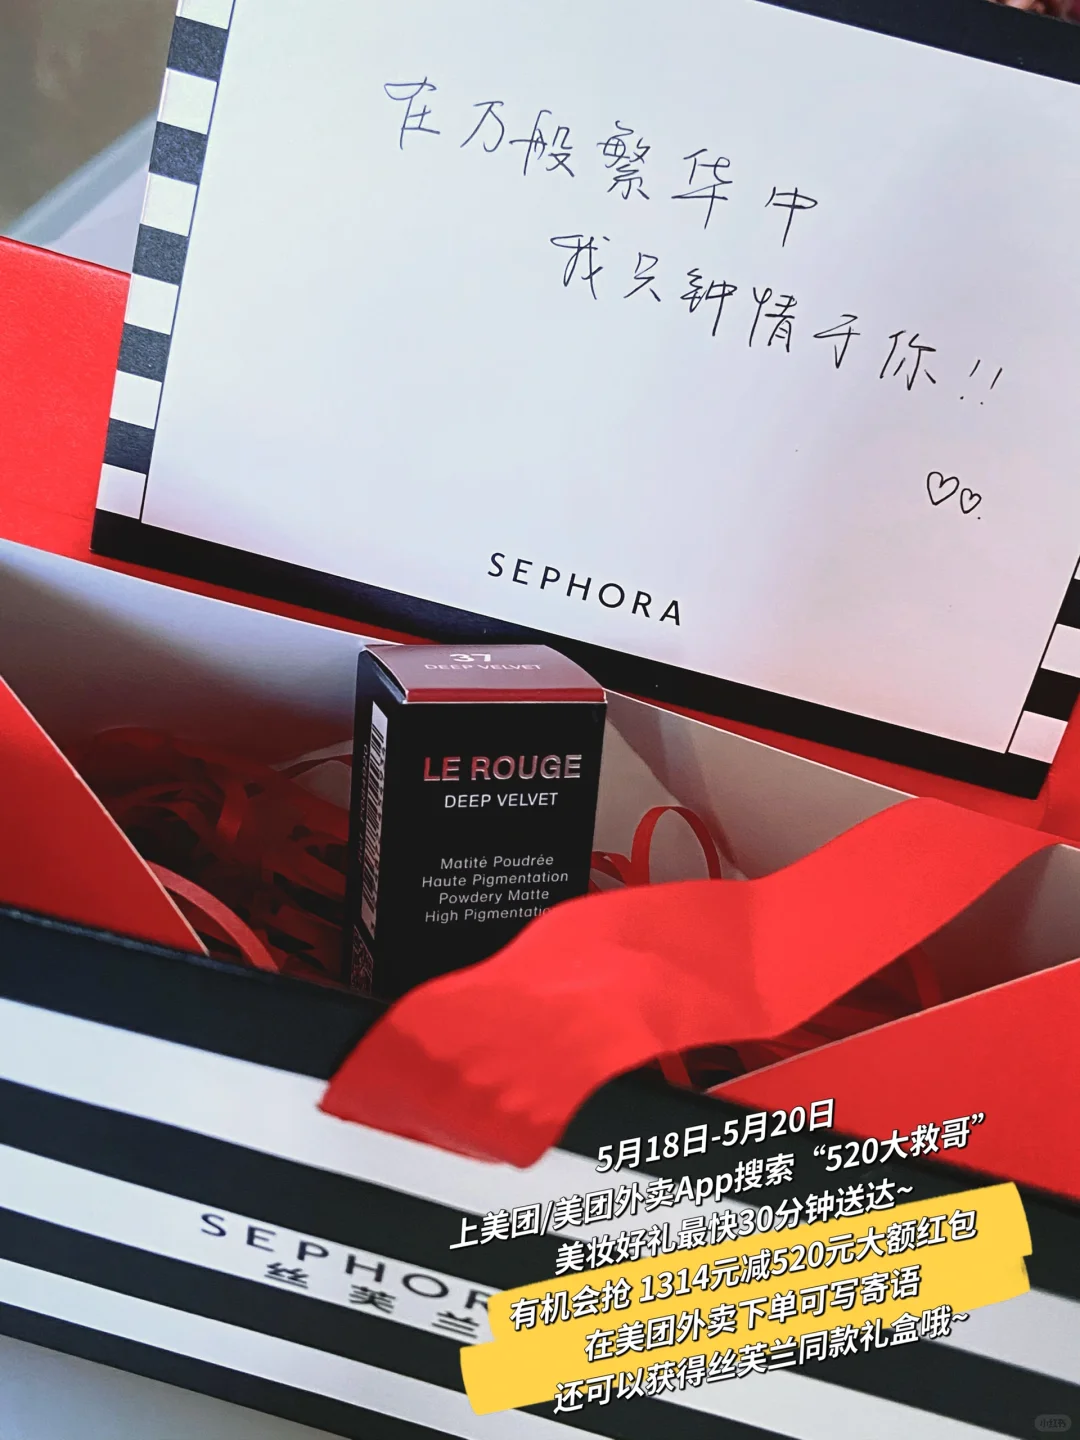 在万般繁华中
我只钟情于你!!
SEPHORA
37
DEEP VELVET
LE ROUGE
DEEP VELVET
Matité Poudrée
Haute Pigmentation
Powdery Matte
High Pigmentatio
5月18日-5月20日
上美团/美团外卖App搜索“520大救哥”
美妆好礼最快30分钟送达~
有机会抢 1314元减520元大额红包
在美团外卖下单可写寄语
还可以获得丝芙兰同款礼盒哦~
SEPHOR
丝芙兰
小红书